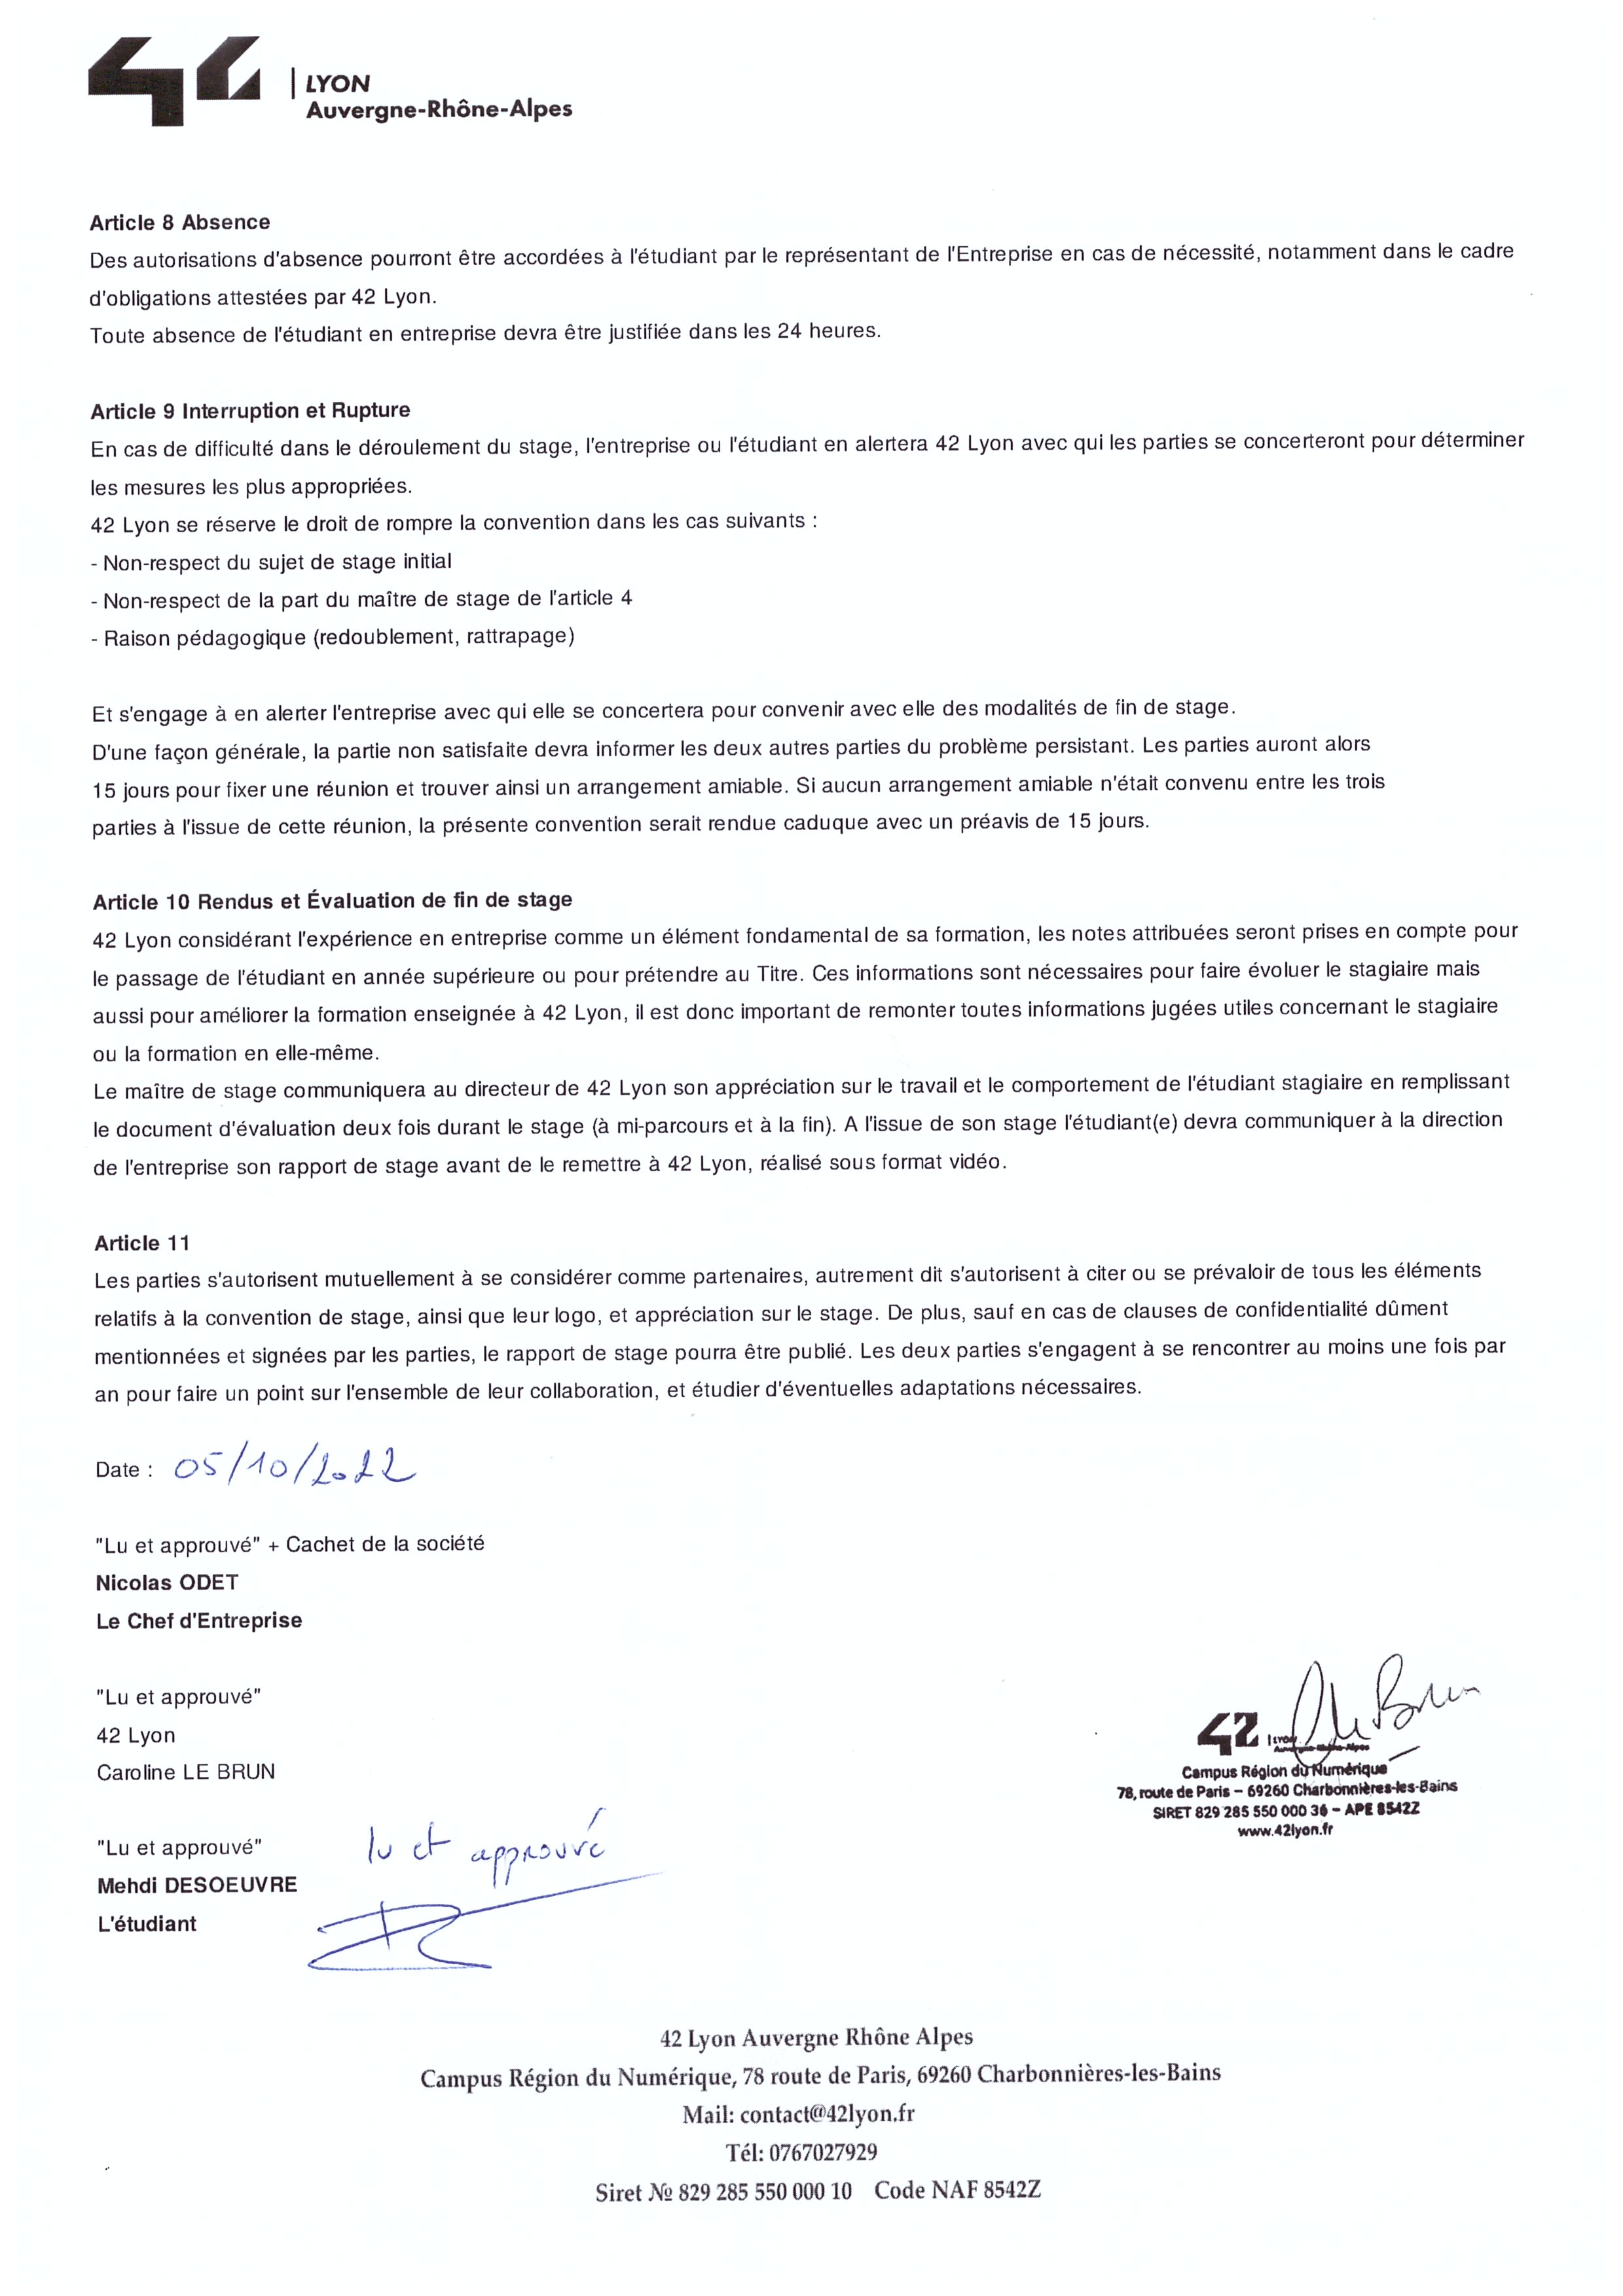 42 | LYON
Auvergne-Rhône-Alpes
Article 8 Absence
Des autorisations d'absence pourront être accordées à l'étudiant par le représentant de l'Entreprise en cas de nécessité, notamment dans le cadre
d'obligations attestées par 42 Lyon.
Toute absence de l'étudiant en entreprise devra être justifiée dans les 24 heures.
Article 9 Interruption et Rupture
En cas de difficulté dans le déroulement du stage, l'entreprise ou l'étudiant en alertera 42 Lyon avec qui les parties se concerteront pour déterminer
les mesures les plus appropriées.
42 Lyon se réserve le droit de rompre la convention dans les cas suivants :
- Non-respect du sujet de stage initial
- Non-respect de la part du maître de stage de l'article 4
- Raison pédagogique (redoublement, rattrapage)
Et s'engage à en alerter l'entreprise avec qui elle se concertera pour convenir avec elle des modalités de fin de stage.
D'une façon générale, la partie non satisfaite devra informer les deux autres parties du problème persistant. Les parties auront alors
15 jours pour fixer une réunion et trouver ainsi un arrangement amiable. Si aucun arrangement amiable n'était convenu entre les trois
parties à l'issue de cette réunion, la présente convention serait rendue caduque avec un préavis de 15 jours.
Article 10 Rendus et Évaluation de fin de stage
42 Lyon considérant l'expérience en entreprise comme un élément fondamental de sa formation, les notes attribuées seront prises en compte pour
le passage de l'étudiant en année supérieure ou pour prétendre au Titre. Ces informations sont nécessaires pour faire évoluer le stagiaire mais
aussi pour améliorer la formation enseignée à 42 Lyon, il est donc important de remonter toutes informations jugées utiles concernant le stagiaire
ou la formation en elle-même.
Le maître de stage communiquera au directeur de 42 Lyon son appréciation sur le travail et le comportement de l'étudiant stagiaire en remplissant
le document d'évaluation deux fois durant le stage (à mi-parcours et à la fin). A l'issue de son stage l'étudiant(e) devra communiquer à la direction
de l'entreprise son rapport de stage avant de le remettre à 42 Lyon, réalisé sous format vidéo.
Article 11
Les parties s'autorisent mutuellement à se considérer comme partenaires, autrement dit s'autorisent à citer ou se prévaloir de tous les éléments
relatifs à la convention de stage, ainsi que leur logo, et appréciation sur le stage. De plus, sauf en cas de clauses de confidentialité dûment
mentionnées et signées par les parties, le rapport de stage pourra être publié. Les deux parties s'engagent à se rencontrer au moins une fois par
an pour faire un point sur l'ensemble de leur collaboration, et étudier d'éventuelles adaptations nécessaires.
Date : 05/10/2022
"Lu et approuvé" + Cachet de la société
Nicolas ODET
Le Chef d'Entreprise
"Lu et approuvé"
42 Lyon
Caroline LE BRUN
42 | LYON
Auvergne-Rhône-Alpes
Le Brun
Campus Région du Numérique
78, route de Paris – 69260 Charbonnières-les-Bains
SIRET 829 285 550 000 36 – APE 8542Z
www.42lyon.fr
"Lu et approuvé" lu et approuvé
Mehdi DESOEUVRE
L'étudiant
42 Lyon Auvergne Rhône Alpes
Campus Région du Numérique, 78 route de Paris, 69260 Charbonnières-les-Bains
Mail: contact@42lyon.fr
Tél: 0767027929
Siret № 829 285 550 000 10 Code NAF 8542Z